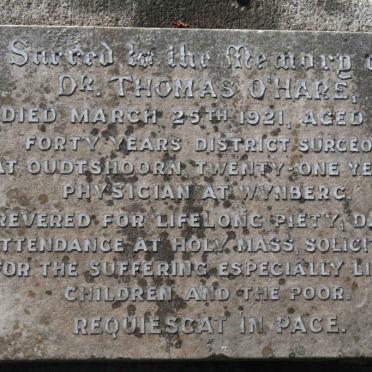 Sacred to the Memory
DR. THOMAS O'HARE,
DIED MARCH 25TH 1921, AGED
FORTY YEARS DISTRICT SURGEO
AT OUDTSHOORN, TWENTY-ONE YE
PHYSICIAN AT WYNBERG,
REVERED FOR LIFELONG PIETY, D
ATTENDANCE AT HOLY MASS, SOLICIT
FOR THE SUFFERING ESPECIALLY LI
CHILDREN AND THE POOR.
REQUIESCAT IN PACE.